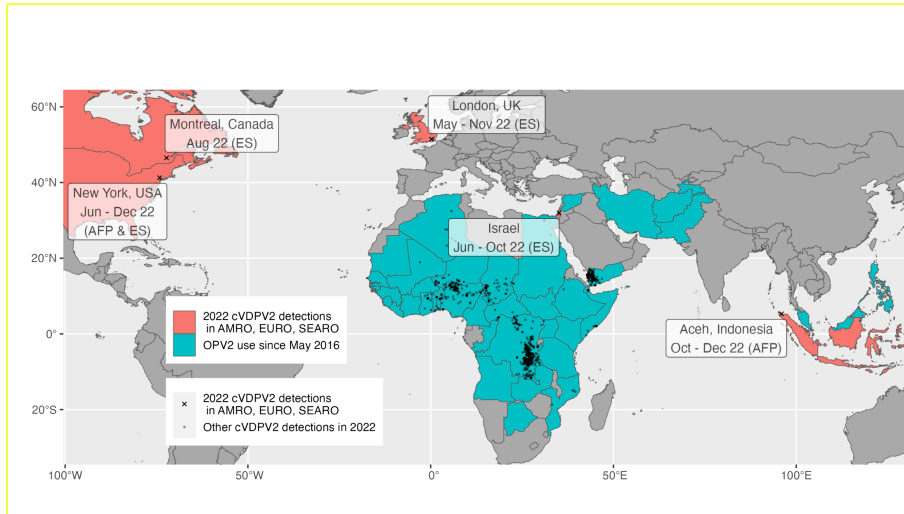 60°N
40°N
20°N
0°
20°S
100°W
50°W
0°
50°E
100°E
Montreal, Canada
Aug 22 (ES)
London, UK
May - Nov 22 (ES)
New York, USA
Jun - Dec 22
(AFP & ES)
Israel
Jun - Oct 22 (ES)
Aceh, Indonesia
Oct - Dec 22 (AFP)
2022 cVDPV2 detections
in AMRO, EURO, SEARO
OPV2 use since May 2016
2022 cVDPV2 detections
in AMRO, EURO, SEARO
Other cVDPV2 detections in 2022